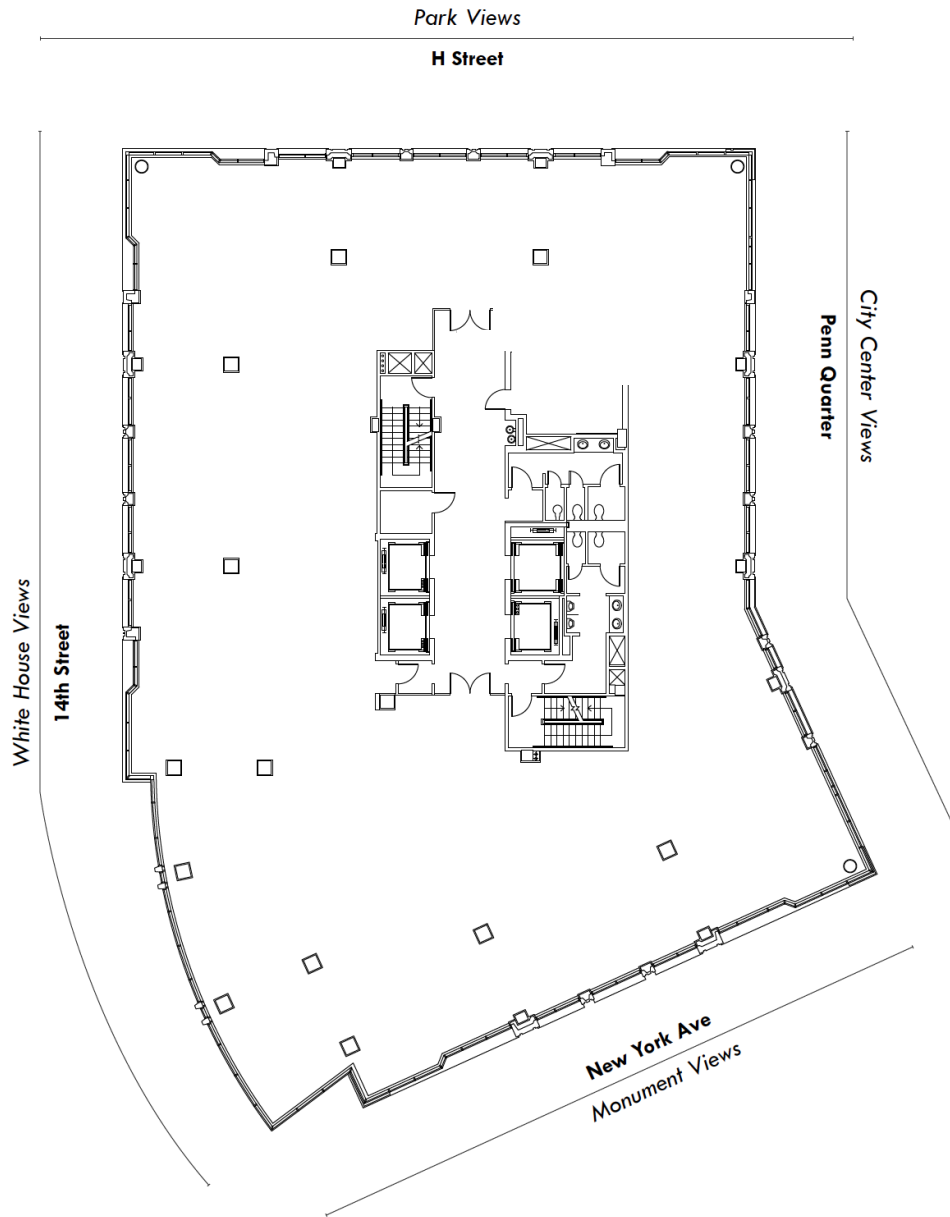 Park Views
H Street
City Center Views
Penn Quarter
White House Views
14th Street
New York Ave
Monument Views